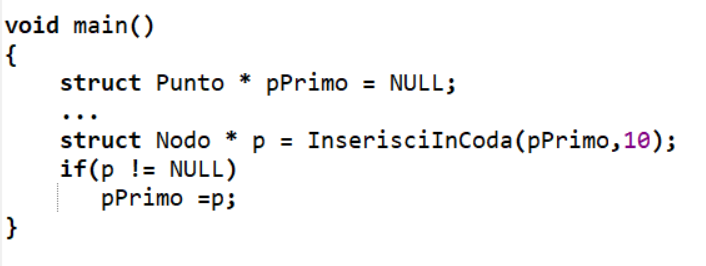 void main()
{
struct Punto * pPrimo = NULL;
...
struct Nodo * p = InserisciInCoda(pPrimo,10);
if(p != NULL)
pPrimo =p;
}